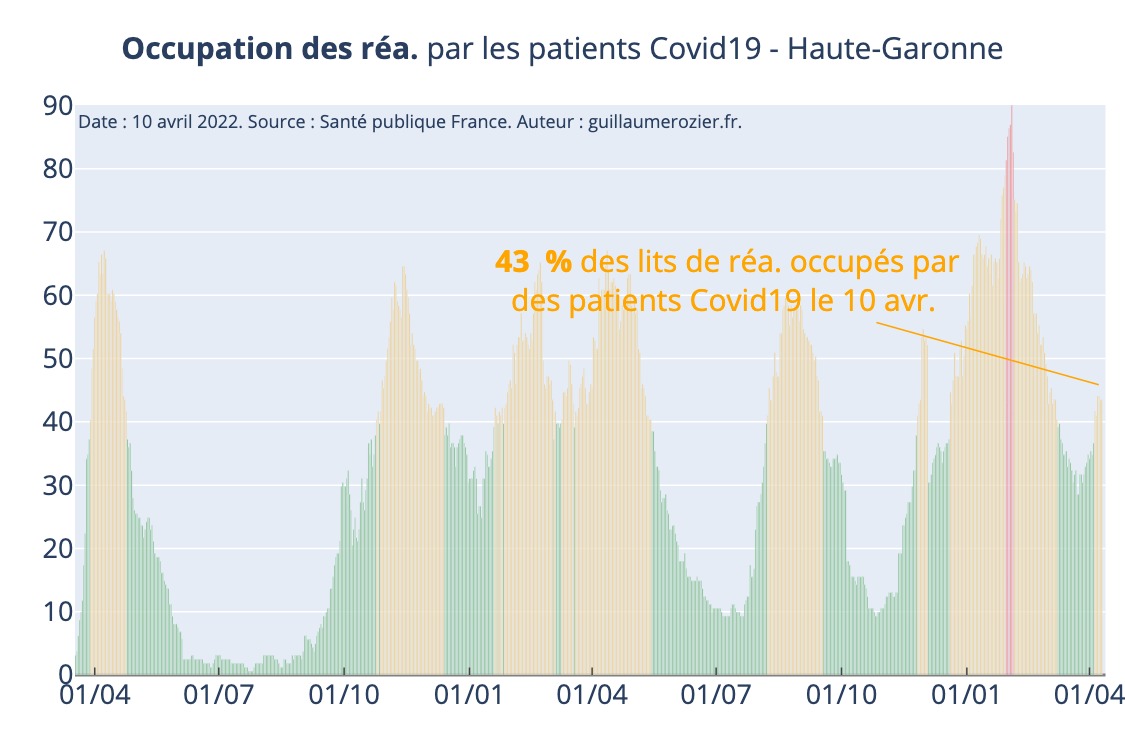 Occupation des réa. par les patients Covid19 - Haute-Garonne
90
Date : 10 avril 2022. Source : Santé publique France. Auteur : guillaumerozier.fr.
80
70
43 % des lits de réa. occupés par
des patients Covid19 le 10 avr.
60
50
40
30
20
10
0
01/04 01/07 01/10 01/01 01/04 01/07 01/10 01/01 01/04